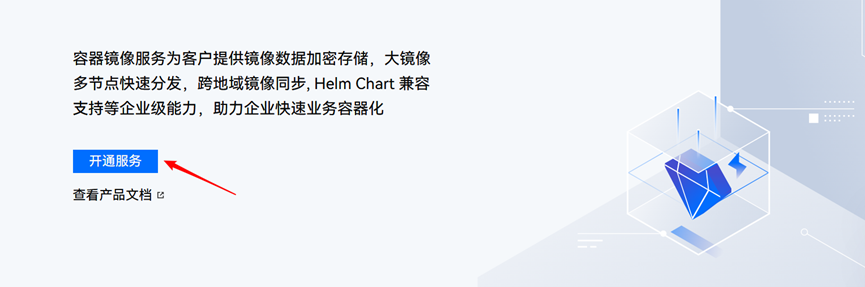 容器镜像服务为客户提供镜像数据加密存储，大镜像
多节点快速分发，跨地域镜像同步, Helm Chart 兼容
支持等企业级能力，助力企业快速业务容器化
开通服务
查看产品文档